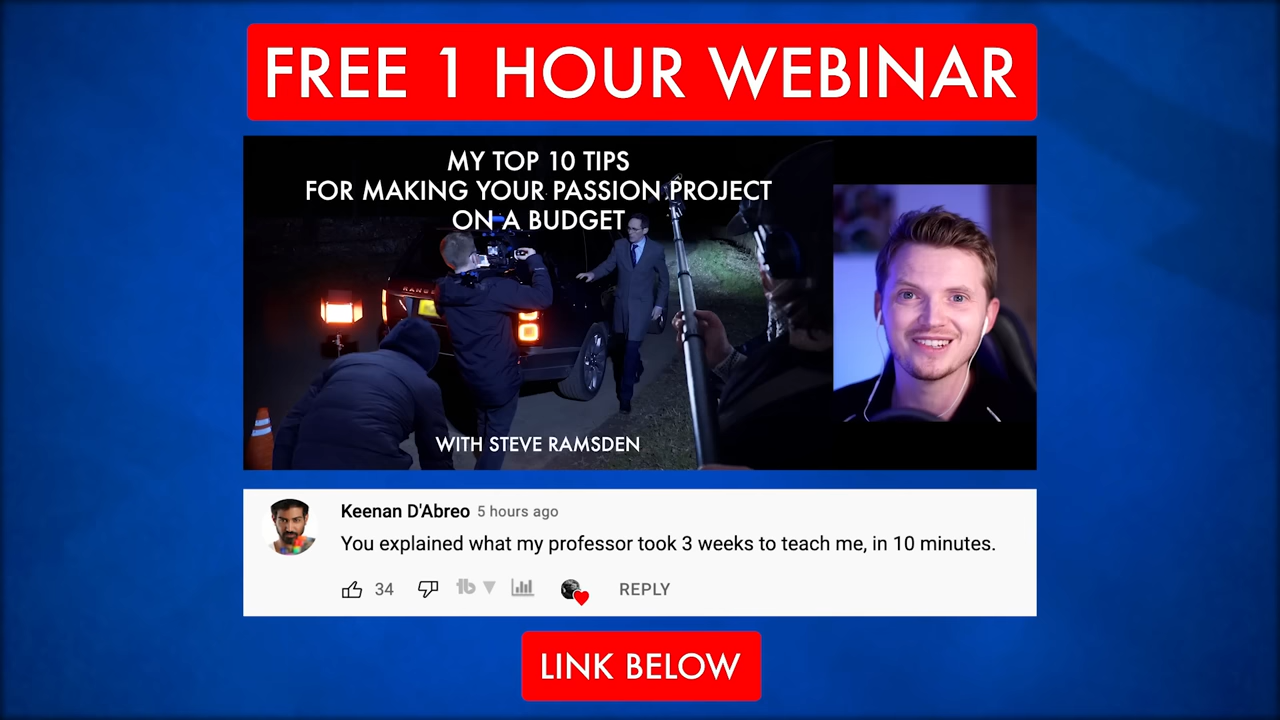 FREE 1 HOUR WEBINAR
MY TOP 10 TIPS
FOR MAKING YOUR PASSION PROJECT
ON A BUDGET
WITH STEVE RAMSDEN
Keenan D'Abreo 5 hours ago
You explained what my professor took 3 weeks to teach me, in 10 minutes.
34 REPLY
LINK BELOW